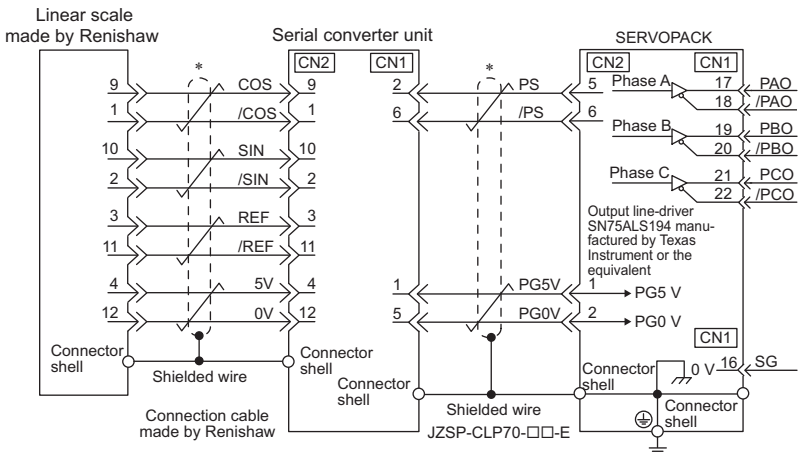 Linear scale
made by Renishaw
Serial converter unit
SERVOPACK
CN2
CN1
CN2
CN1
*
*
9 COS 9
1 /COS 1
10 SIN 10
2 /SIN 2
3 REF 3
11 /REF 11
4 5V 4
12 0V 12
2 PS 5
6 /PS 6
1 PG5V 1
5 PG0V 2
Phase A 17 PAO
18 /PAO
Phase B 19 PBO
20 /PBO
Phase C 21 PCO
22 /PCO
Output line-driver
SN75ALS194 manu-
factured by Texas
Instrument or the
equivalent
PG5 V
PG0 V
CN1
0 V 16 SG
Connector
shell
Shielded wire
Connector
shell
Connection cable
made by Renishaw
Connector
shell
Shielded wire
JZSP-CLP70-□□-E
Connector
shell
Connector
shell